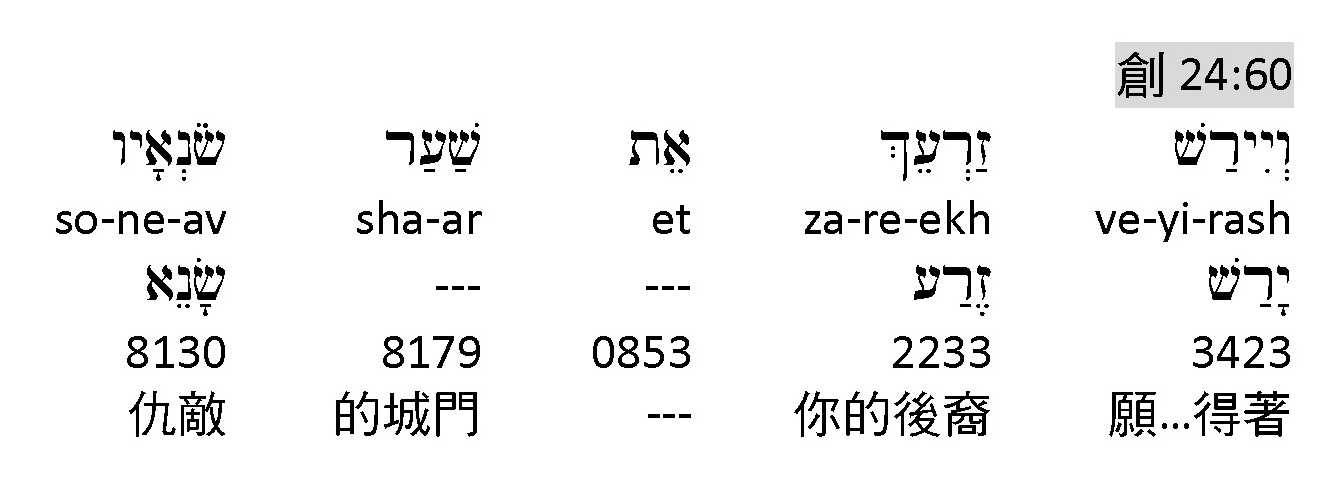 創 24:60
וְיִירַשׁ זַרְעֵךְ אֵת שַׁעַר שֹׂנְאָיו
ve-yi-rash za-re-ekh et sha-ar so-ne-av
יָרַשׁ זֶרַע --- --- שָׂנֵא
3423 2233 0853 8179 8130
願...得著 你的後裔 --- 的城門 仇敵